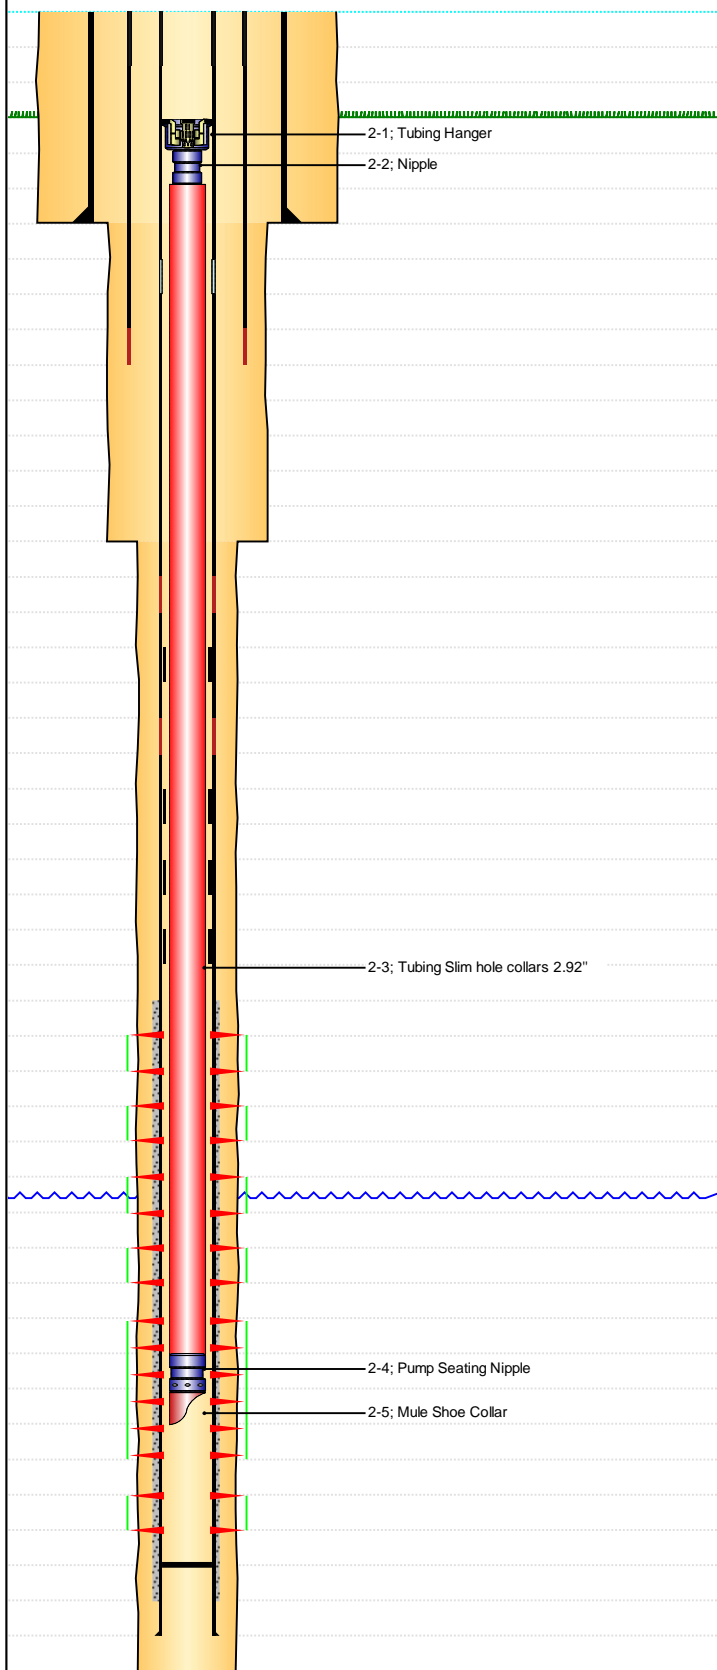 2-1; Tubing Hanger
2-2; Nipple
2-3; Tubing Slim hole collars 2.92"
2-4; Pump Seating Nipple
2-5; Mule Shoe Collar